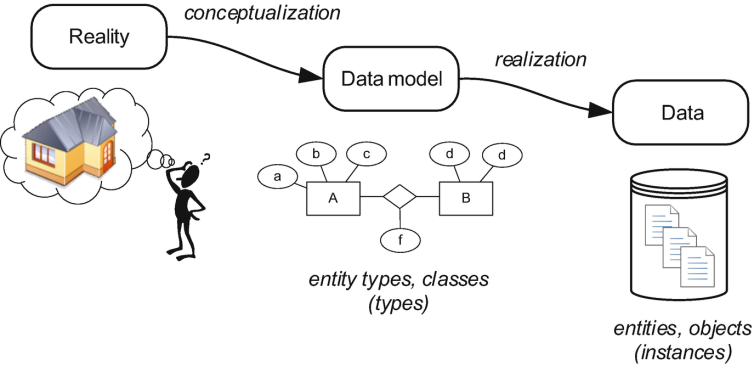 conceptualization
Reality
realization
Data model
Data
?
b
c
d
d
a
A
B
f
entity types, classes
(types)
entities, objects
(instances)